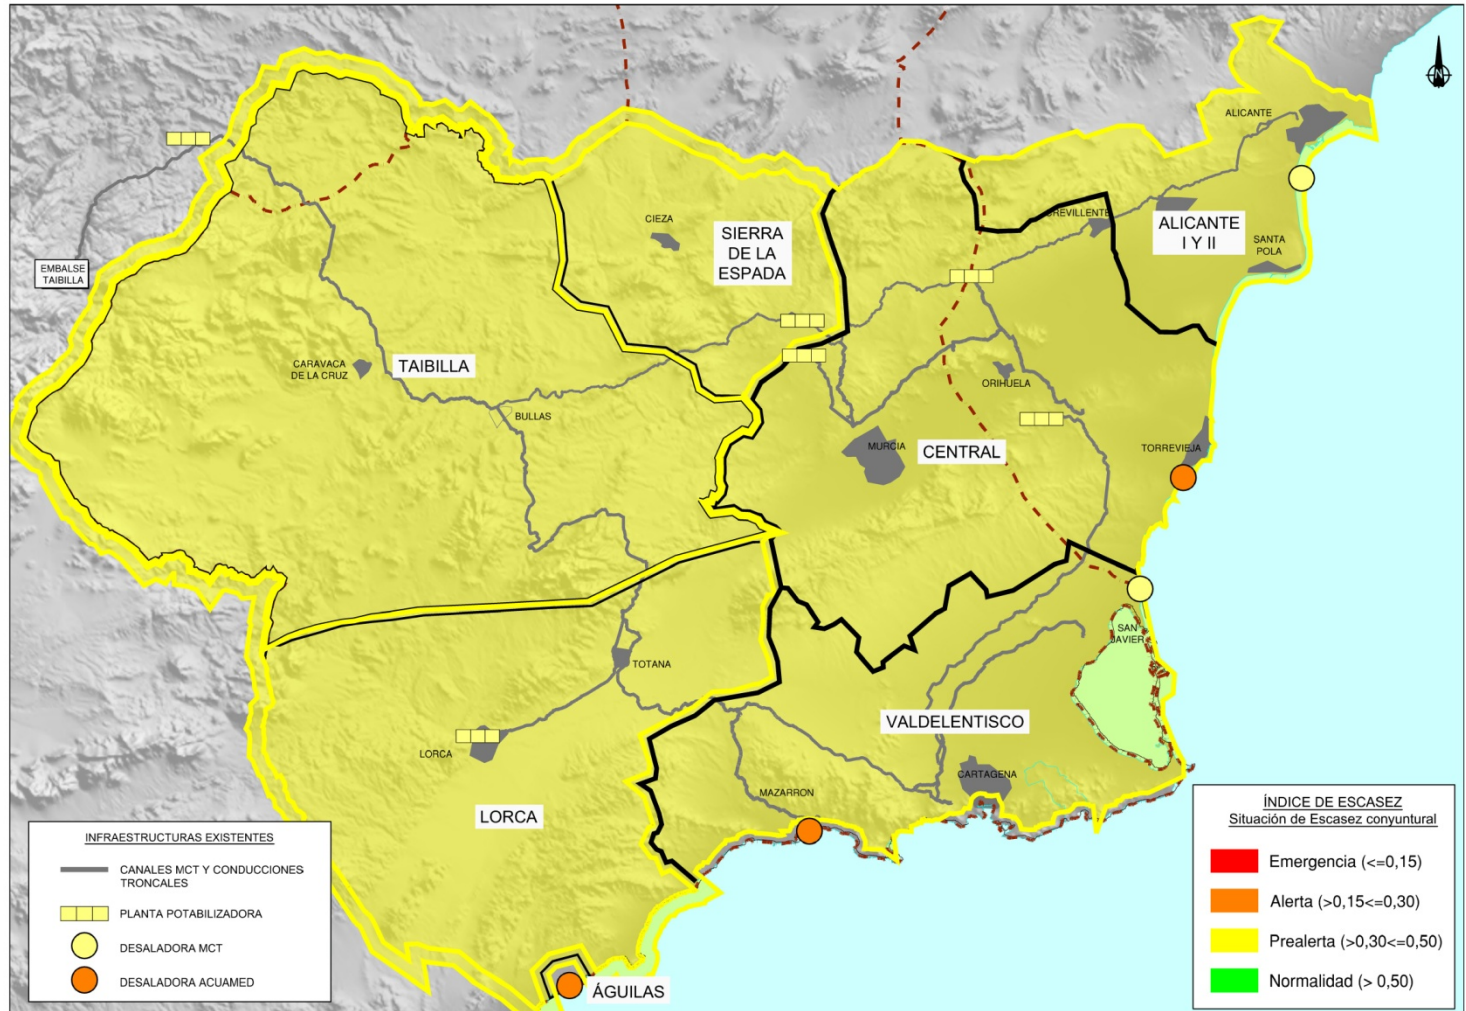 ALICANTE
CIEZA
SIERRA
DE LA
ESPADA
CREVILLENTE
ALICANTE
I Y II
SANTA
POLA
EMBALSE
TAIBILLA
CARAVACA
DE LA CRUZ
TAIBILLA
BULLAS
ORIHUELA
MURCIA
CENTRAL
TORREVIEJA
SAN
JAVIER
TOTANA
VALDELENTISCO
LORCA
CARTAGENA
MAZARRON
LORCA
ÁGUILAS
N
INFRAESTRUCTURAS EXISTENTES
CANALES MCT Y CONDUCCIONES
TRONCALES
PLANTA POTABILIZADORA
DESALADORA MCT
DESALADORA ACUAMED
ÍNDICE DE ESCASEZ
Situación de Escasez conyuntural
Emergencia (<=0,15)
Alerta (>0,15<=0,30)
Prealerta (>0,30<=0,50)
Normalidad (> 0,50)